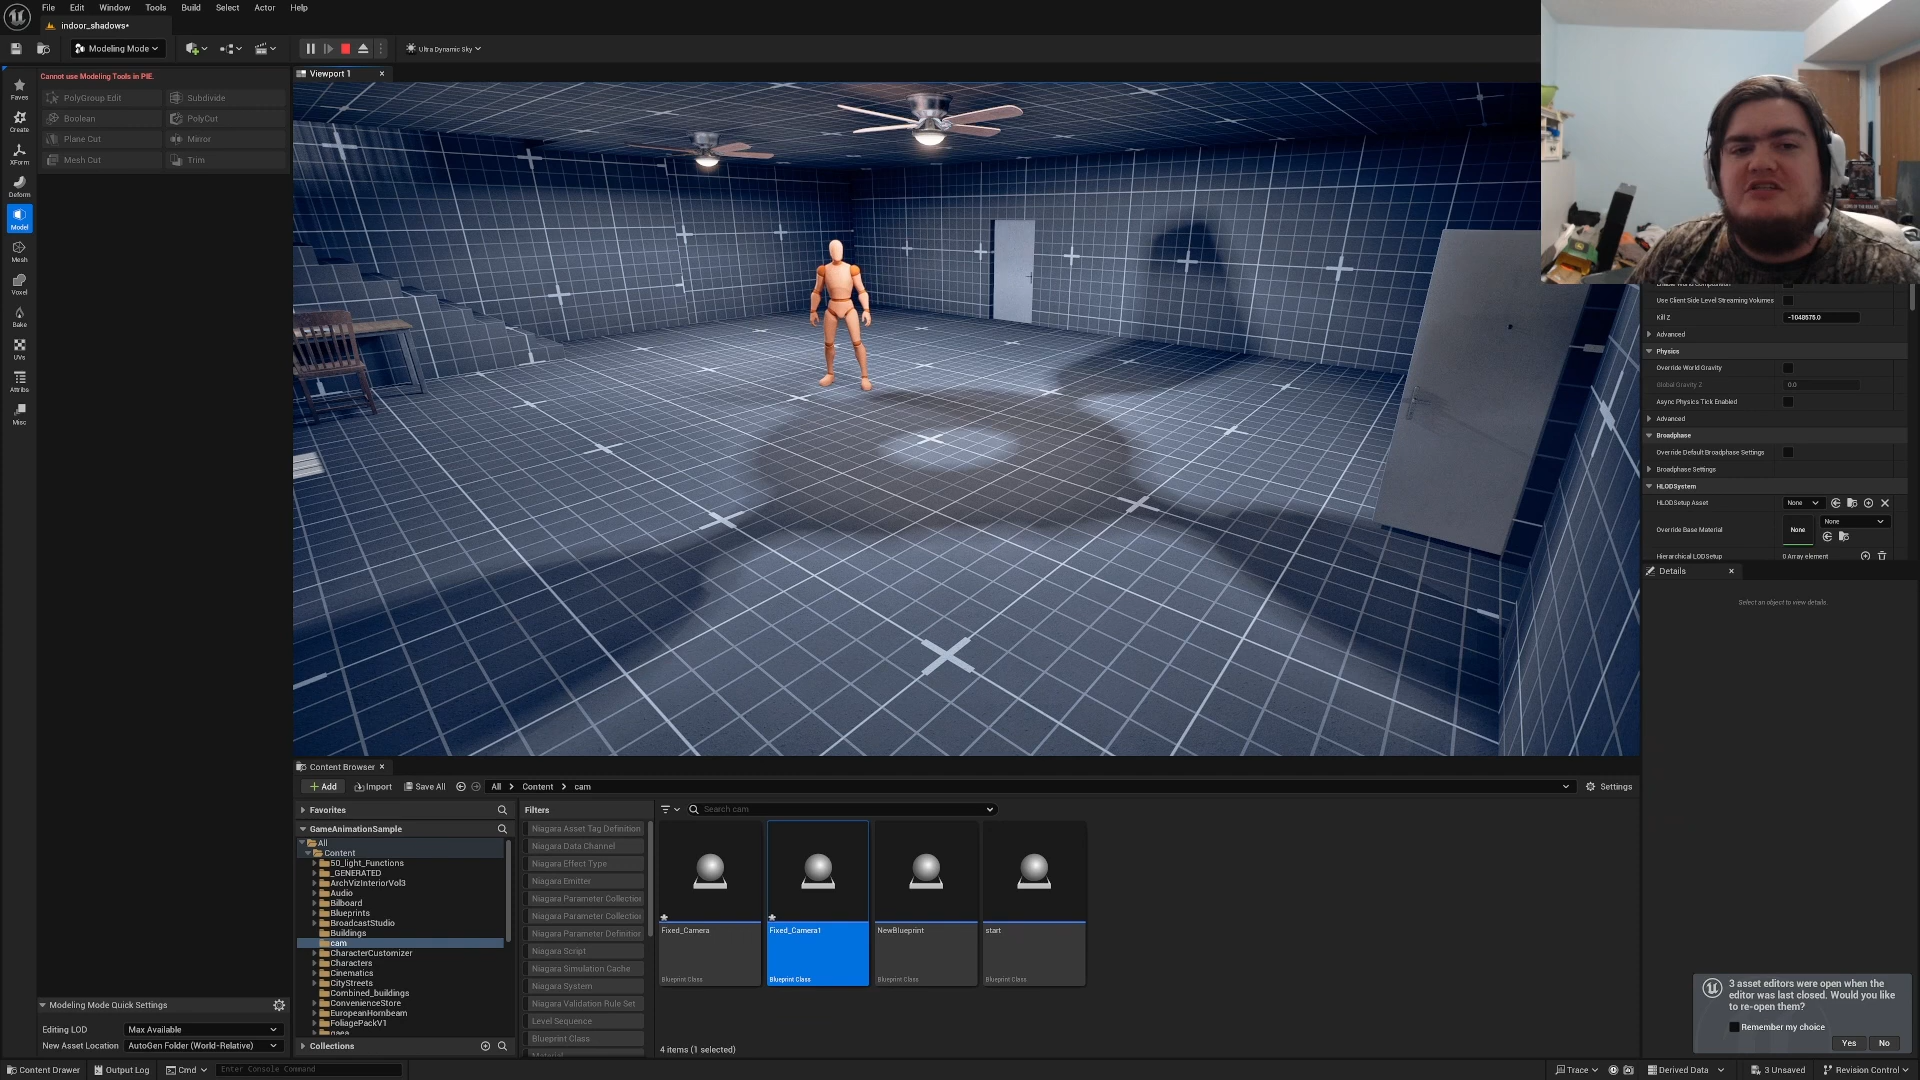 File Edit Window Tools Build Select Actor Help
indoor_shadows*
Modeling Mode
Ultra Dynamic Sky
Cannot use Modeling Tools in PIE.
Viewport 1
Faves
Create
XForm
Deform
Model
Mesh
Voxel
Bake
UVs
Attribs
Misc
PolyGroup Edit Subdivide
Boolean PolyCut
Plane Cut Mirror
Mesh Cut Trim
Use Client Side Level Streaming Volumes
Kill Z -1048575.0
Advanced
Physics
Override World Gravity
Global Gravity Z 0.0
Async Physics Tick Enabled
Advanced
Broadphase
Override Default Broadphase Settings
Broadphase Settings
HLODSystem
HLODSetup Asset None
Override Base Material None None
Hierarchical LODSetup 0 Array element
Details
Select an object to view details.
Content Browser
Add Import Save All All Content cam Settings
Favorites
GameAnimationSample
All
Content
50_light_Functions
_GENERATED
ArchVizInteriorVol3
Audio
Bilboard
Blueprints
BroadcastStudio
Buildings
cam
CharacterCustomizer
Characters
Cinematics
CityStreets
Combined_buildings
ConvenienceStore
EuropeanHornbeam
FoliagePackV1
Collections
Filters
Niagara Asset Tag Definition
Niagara Data Channel
Niagara Effect Type
Niagara Emitter
Niagara Parameter Collection
Niagara Parameter Collection
Niagara Parameter Definition
Niagara Script
Niagara Simulation Cache
Niagara System
Niagara Validation Rule Set
Level Sequence
Blueprint Class
Search cam
Fixed_Camera
Blueprint Class
Fixed_Camera1
Blueprint Class
NewBlueprint
Blueprint Class
start
Blueprint Class
4 items (1 selected)
Modeling Mode Quick Settings
Editing LOD Max Available
New Asset Location AutoGen Folder (World-Relative)
3 asset editors were open when the
editor was last closed. Would you like
to re-open them?
Remember my choice
Yes No
Content Drawer Output Log Cmd Enter Console Command
Trace Derived Data 3 Unsaved Revision Control